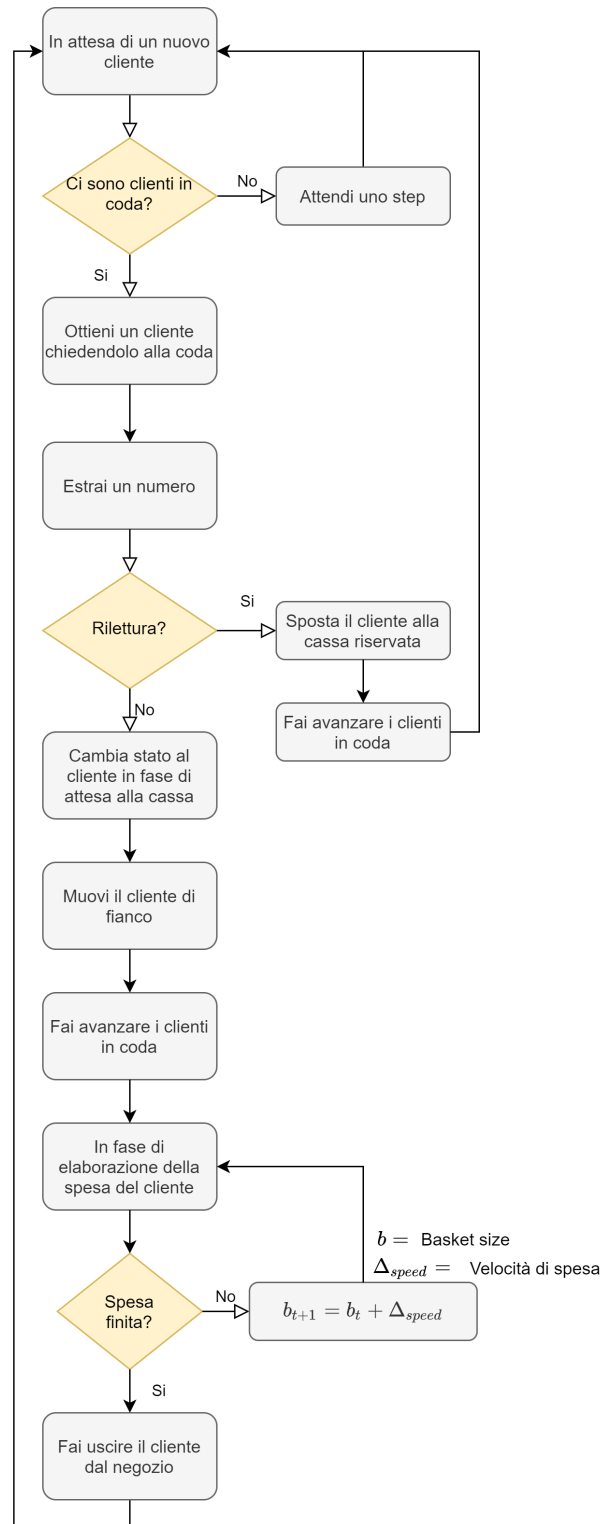 In attesa di un nuovo
cliente
Ci sono clienti in
coda?
No
Attendi uno step
Si
Ottieni un cliente
chiedendolo alla coda
Estrai un numero
Rilettura?
Si
Sposta il cliente alla
cassa riservata
Fai avanzare i clienti
in coda
No
Cambia stato al
cliente in fase di
attesa alla cassa
Muovi il cliente di
fianco
Fai avanzare i clienti
in coda
In fase di
elaborazione della
spesa del cliente
b = Basket size
Δ_speed = Velocità di spesa
Spesa
finita?
No
b_{t+1} = b_t + Δ_speed
Si
Fai uscire il cliente
dal negozio